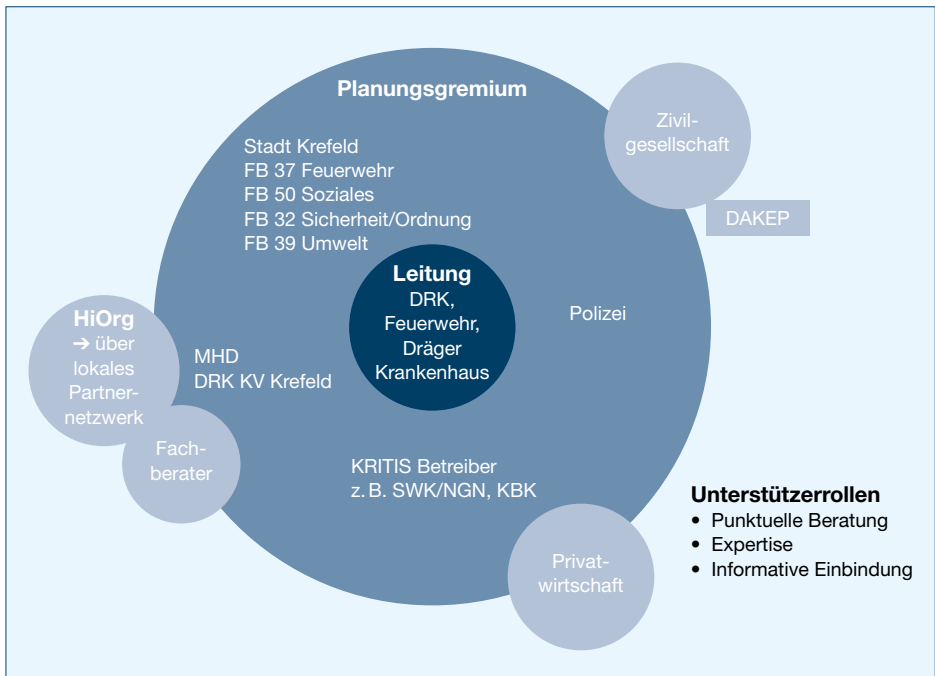 Planungsgremium
Stadt Krefeld
FB 37 Feuerwehr
FB 50 Soziales
FB 32 Sicherheit/Ordnung
FB 39 Umwelt
Zivil-
gesellschaft
DAKEP
Leitung
DRK,
Feuerwehr,
Dräger
Krankenhaus
Polizei
HiOrg
➔ über
lokales
Partner-
netzwerk
MHD
DRK KV Krefeld
Fach-
berater
KRITIS Betreiber
z. B. SWK/NGN, KBK
Privat-
wirtschaft
Unterstützerrollen
• Punktuelle Beratung
• Expertise
• Informative Einbindung